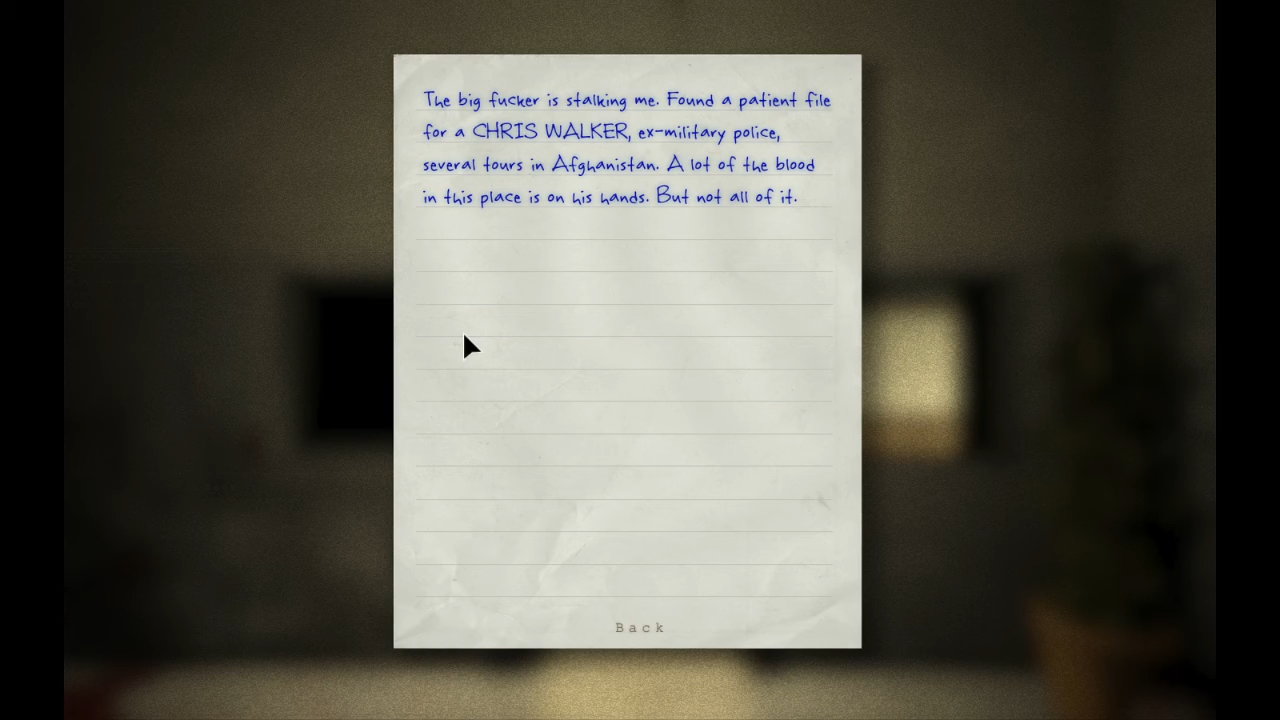 The big fucker is stalking me. Found a patient file
for a CHRIS WALKER, ex-military police,
several tours in Afghanistan. A lot of the blood
in this place is on his hands. But not all of it.
Back